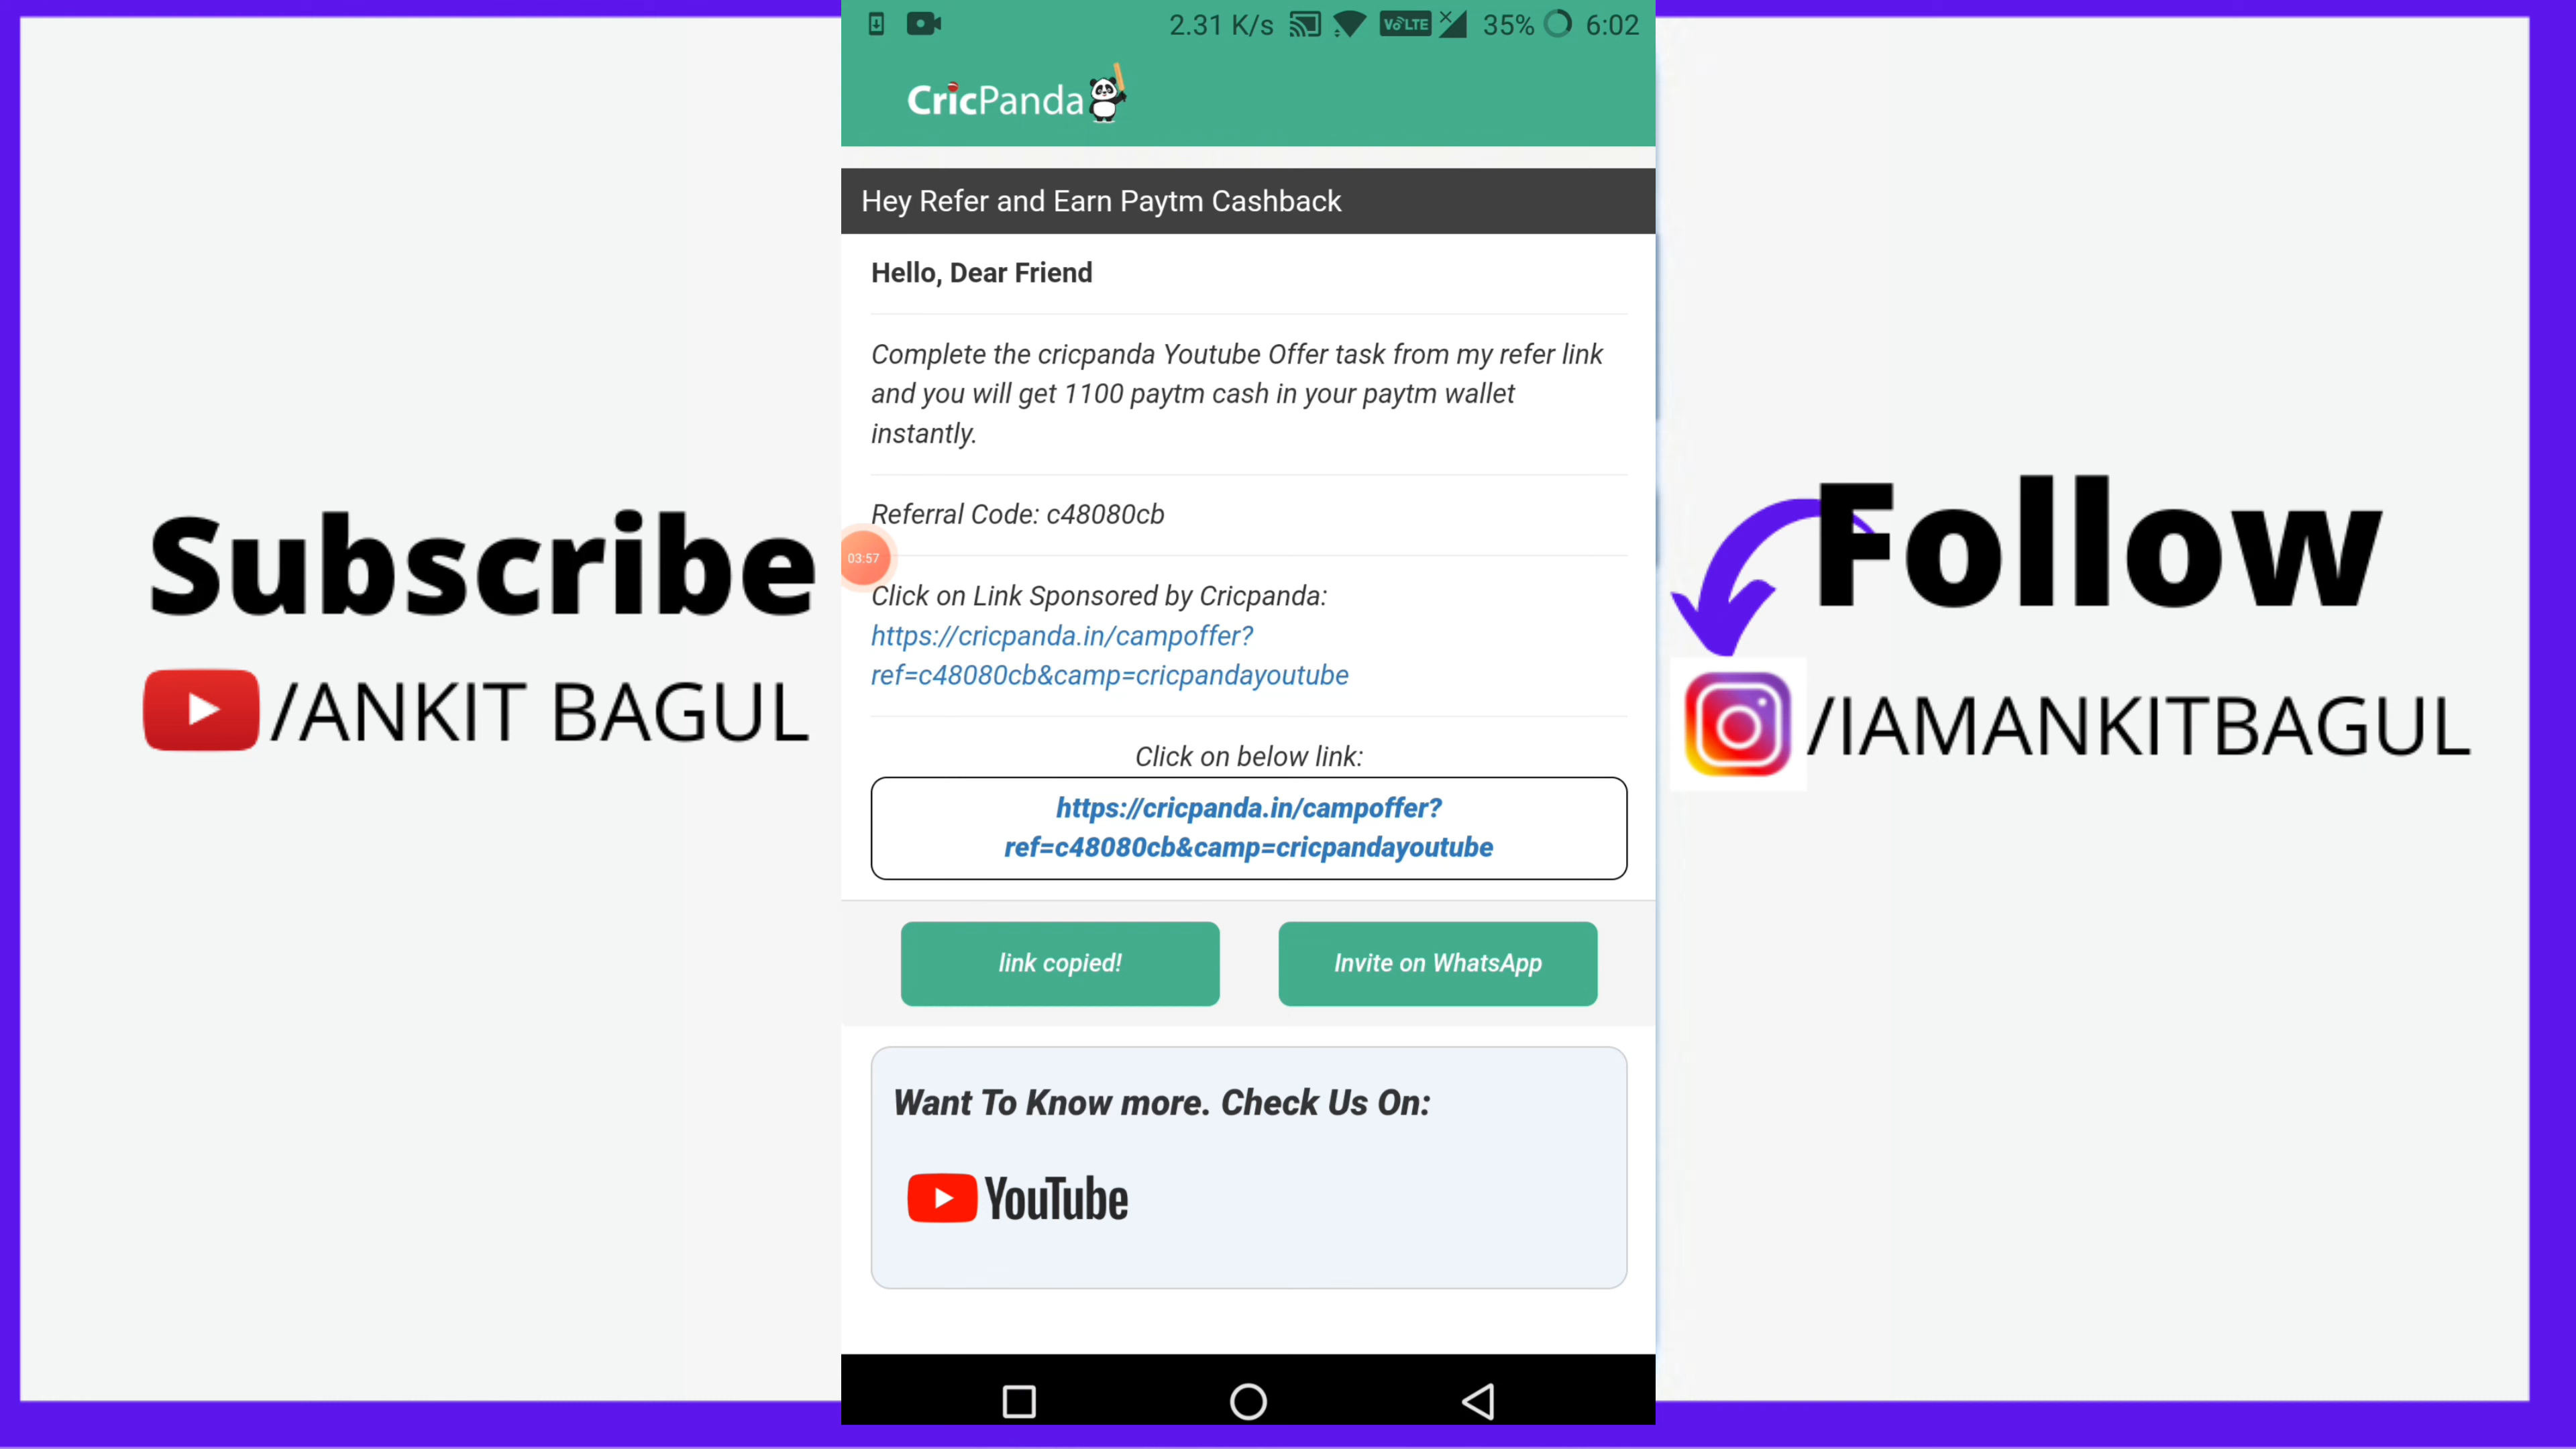 2.31 K/s VoLTE 35% 6:02
CricPanda
Hey Refer and Earn Paytm Cashback
Hello, Dear Friend
Complete the cricpanda Youtube Offer task from my refer link
and you will get 1100 paytm cash in your paytm wallet
instantly.
Referral Code: c48080cb
03:57
Click on Link Sponsored by Cricpanda:
https://cricpanda.in/campoffer?
ref=c48080cb&camp=cricpandayoutube
Click on below link:
https://cricpanda.in/campoffer?
ref=c48080cb&camp=cricpandayoutube
link copied! Invite on WhatsApp
Want To Know more. Check Us On:
YouTube
Subscribe
/ANKIT BAGUL
Follow
/IAMANKITBAGUL